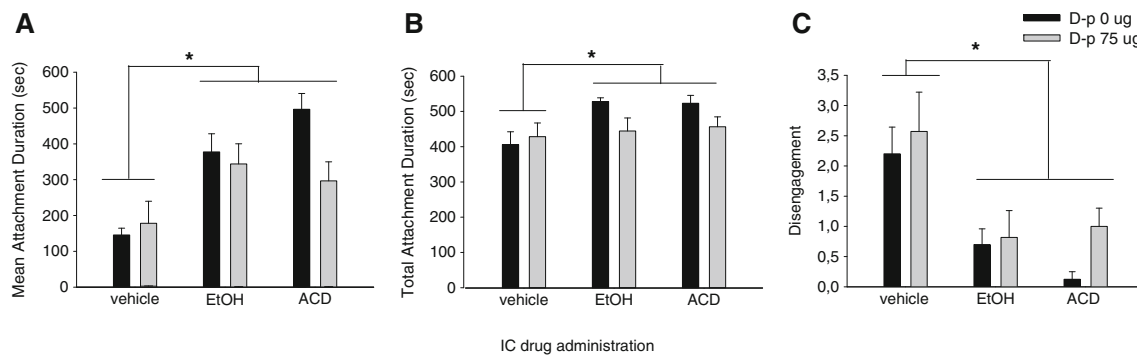 A
B
C
D-p 0 ug
D-p 75 ug
*
*
*
Mean Attachment Duration (sec)
600
500
400
300
200
100
0
vehicle EtOH ACD
Total Attachment Duration (sec)
600
500
400
300
200
100
0
vehicle EtOH ACD
Disengagement
3,5
3,0
2,5
2,0
1,5
1,0
0,5
0,0
vehicle EtOH ACD
IC drug administration